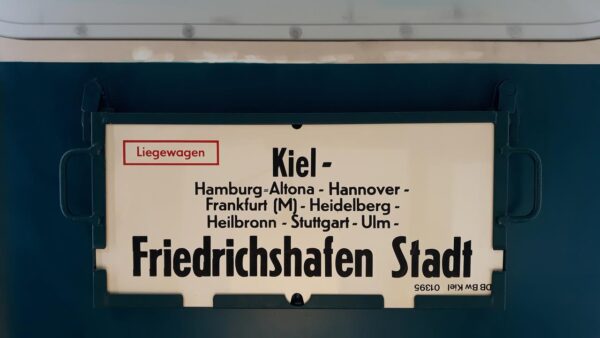 Liegewagen
Kiel -
Hamburg-Altona - Hannover -
Frankfurt (M) - Heidelberg -
Heilbronn - Stuttgart - Ulm -
Friedrichshafen Stadt
DB Bw Kiel 01395